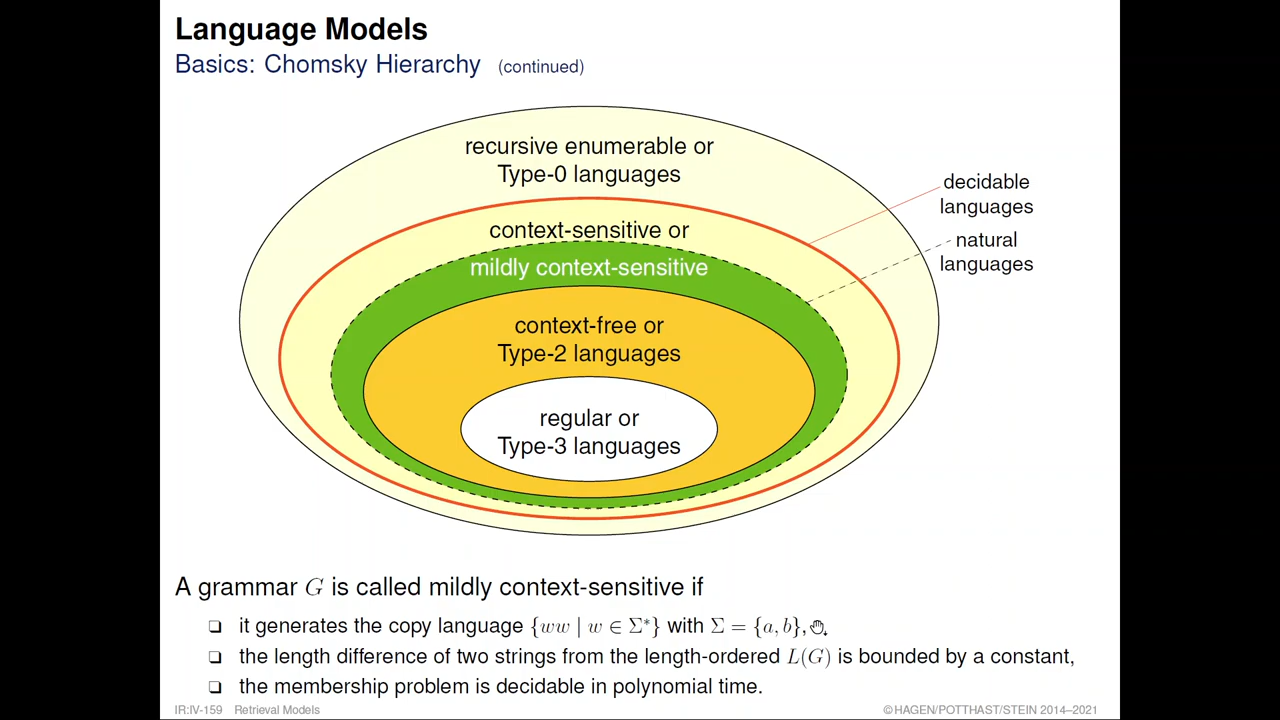 Language Models
Basics: Chomsky Hierarchy (continued)
recursive enumerable or
Type-0 languages
decidable
languages
context-sensitive or
natural
languages
mildly context-sensitive
context-free or
Type-2 languages
regular or
Type-3 languages
A grammar G is called mildly context-sensitive if
❑ it generates the copy language {ww | w ∈ Σ*} with Σ = {a, b},
❑ the length difference of two strings from the length-ordered L(G) is bounded by a constant,
❑ the membership problem is decidable in polynomial time.
IR:IV-159 Retrieval Models
©HAGEN/POTTHAST/STEIN 2014–2021